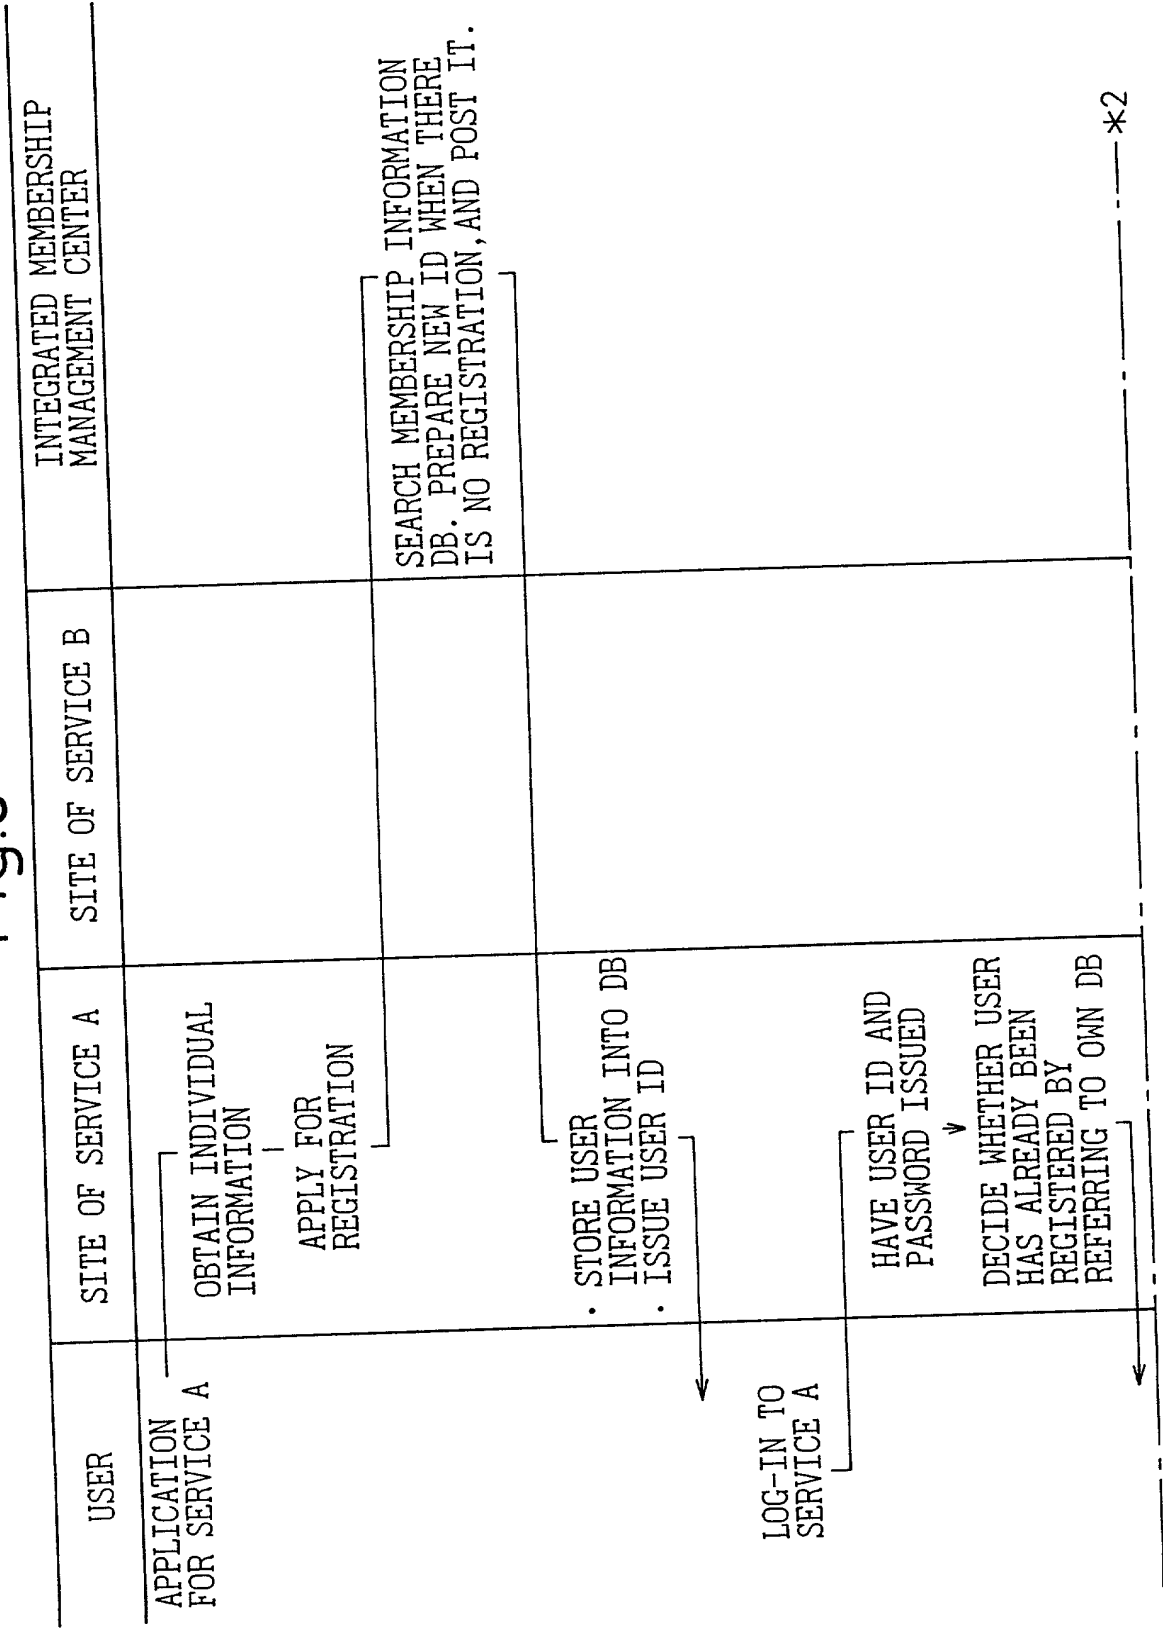 USER
SITE OF SERVICE A
SITE OF SERVICE B
INTEGRATED MEMBERSHIP
MANAGEMENT CENTER
APPLICATION
FOR SERVICE A
OBTAIN INDIVIDUAL
INFORMATION
APPLY FOR
REGISTRATION
SEARCH MEMBERSHIP INFORMATION
DB. PREPARE NEW ID WHEN THERE
IS NO REGISTRATION,AND POST IT.
· STORE USER
INFORMATION INTO DB
· ISSUE USER ID
LOG-IN TO
SERVICE A
HAVE USER ID AND
PASSWORD ISSUED
DECIDE WHETHER USER
HAS ALREADY BEEN
REGISTERED BY
REFERRING TO OWN DB
*2